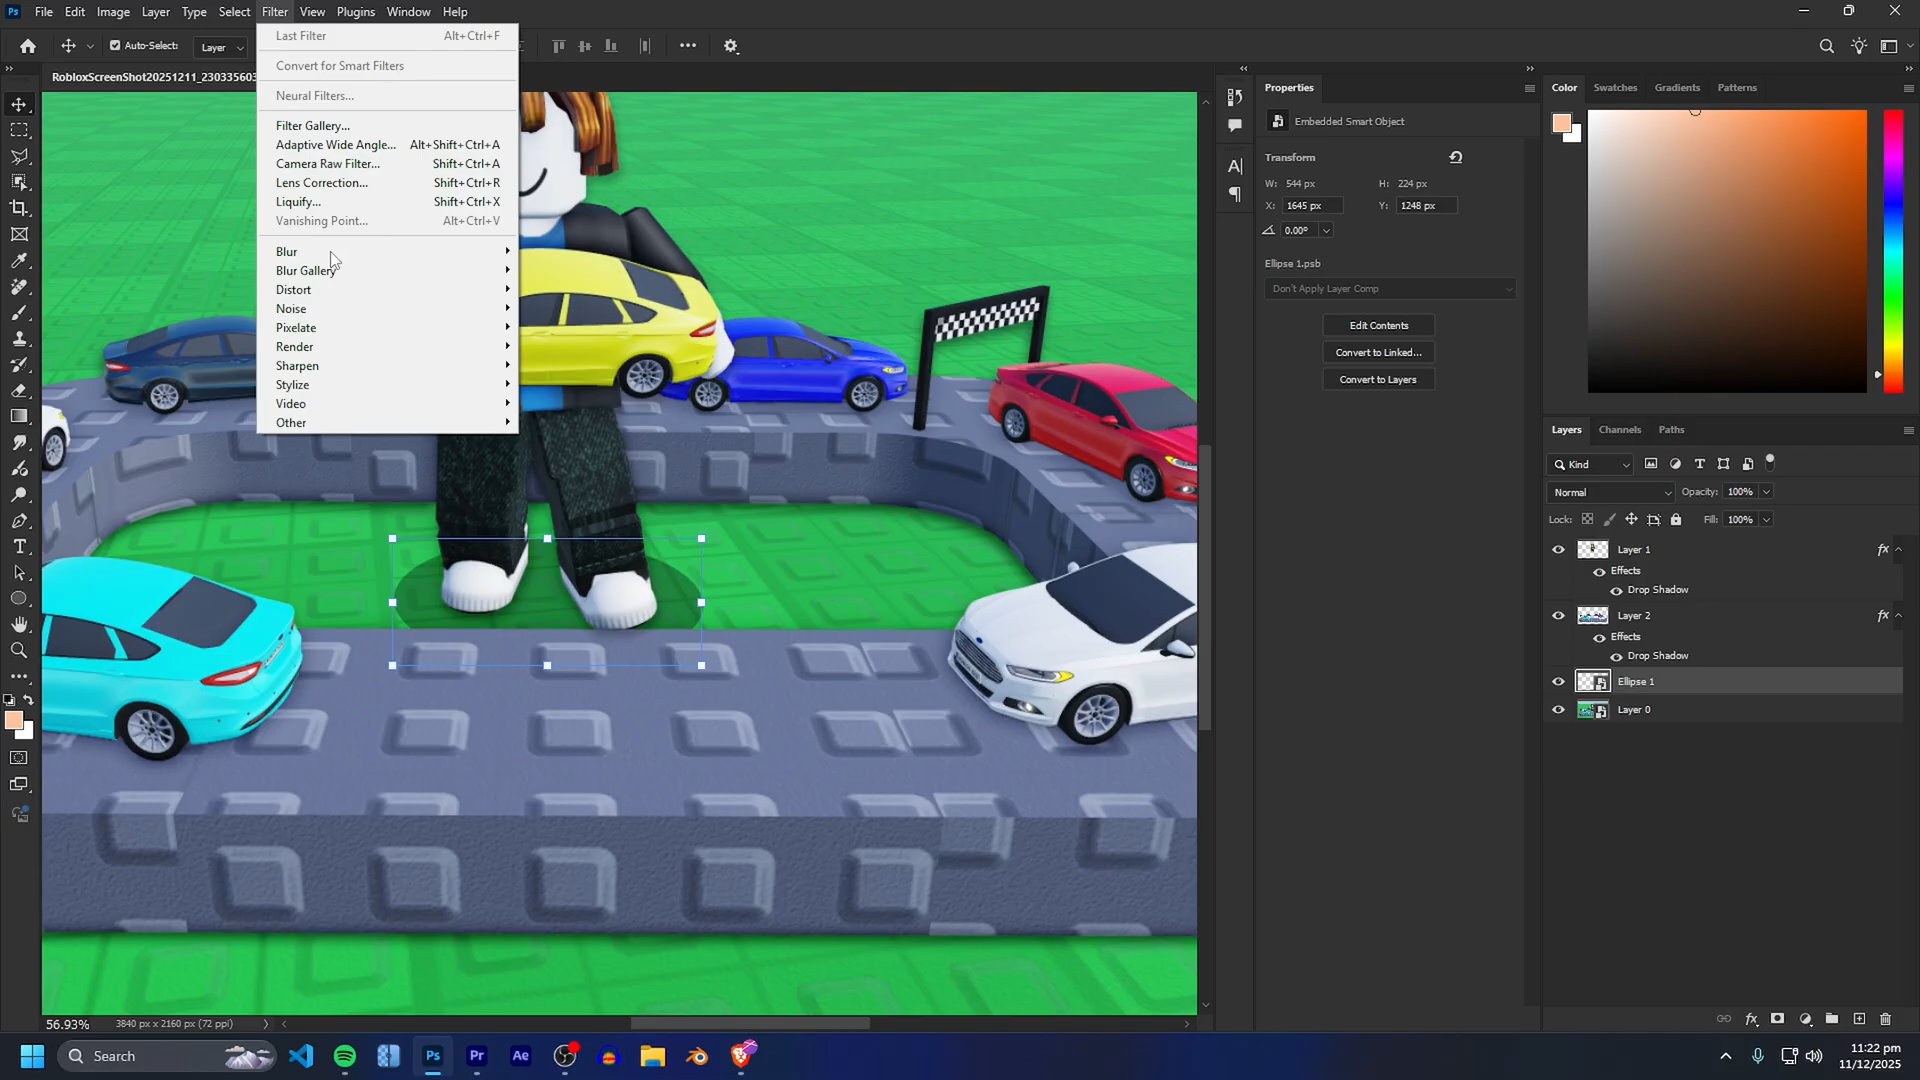 Ps File Edit Image Layer Type Select Filter View Plugins Window Help
Auto-Select: Layer
RobloxScreenShot20251211_230335603
Last Filter Alt+Ctrl+F
Convert for Smart Filters
Neural Filters...
Filter Gallery...
Adaptive Wide Angle... Alt+Shift+Ctrl+A
Camera Raw Filter... Shift+Ctrl+A
Lens Correction... Shift+Ctrl+R
Liquify... Shift+Ctrl+X
Vanishing Point... Alt+Ctrl+V
Blur
Blur Gallery
Distort
Noise
Pixelate
Render
Sharpen
Stylize
Video
Other
Properties
Embedded Smart Object
Transform
W: 544 px H: 224 px
X: 1645 px Y: 1248 px
0.00°
Ellipse 1.psb
Don't Apply Layer Comp
Edit Contents
Convert to Linked...
Convert to Layers
Color Swatches Gradients Patterns
Layers Channels Paths
Kind
Normal Opacity: 100%
Lock: Fill: 100%
Layer 1 fx
Effects
Drop Shadow
Layer 2 fx
Effects
Drop Shadow
Ellipse 1
Layer 0
56.93% 3840 px x 2160 px (72 ppi)
Search
Ps Pr Ae
11:22 pm
11/12/2025